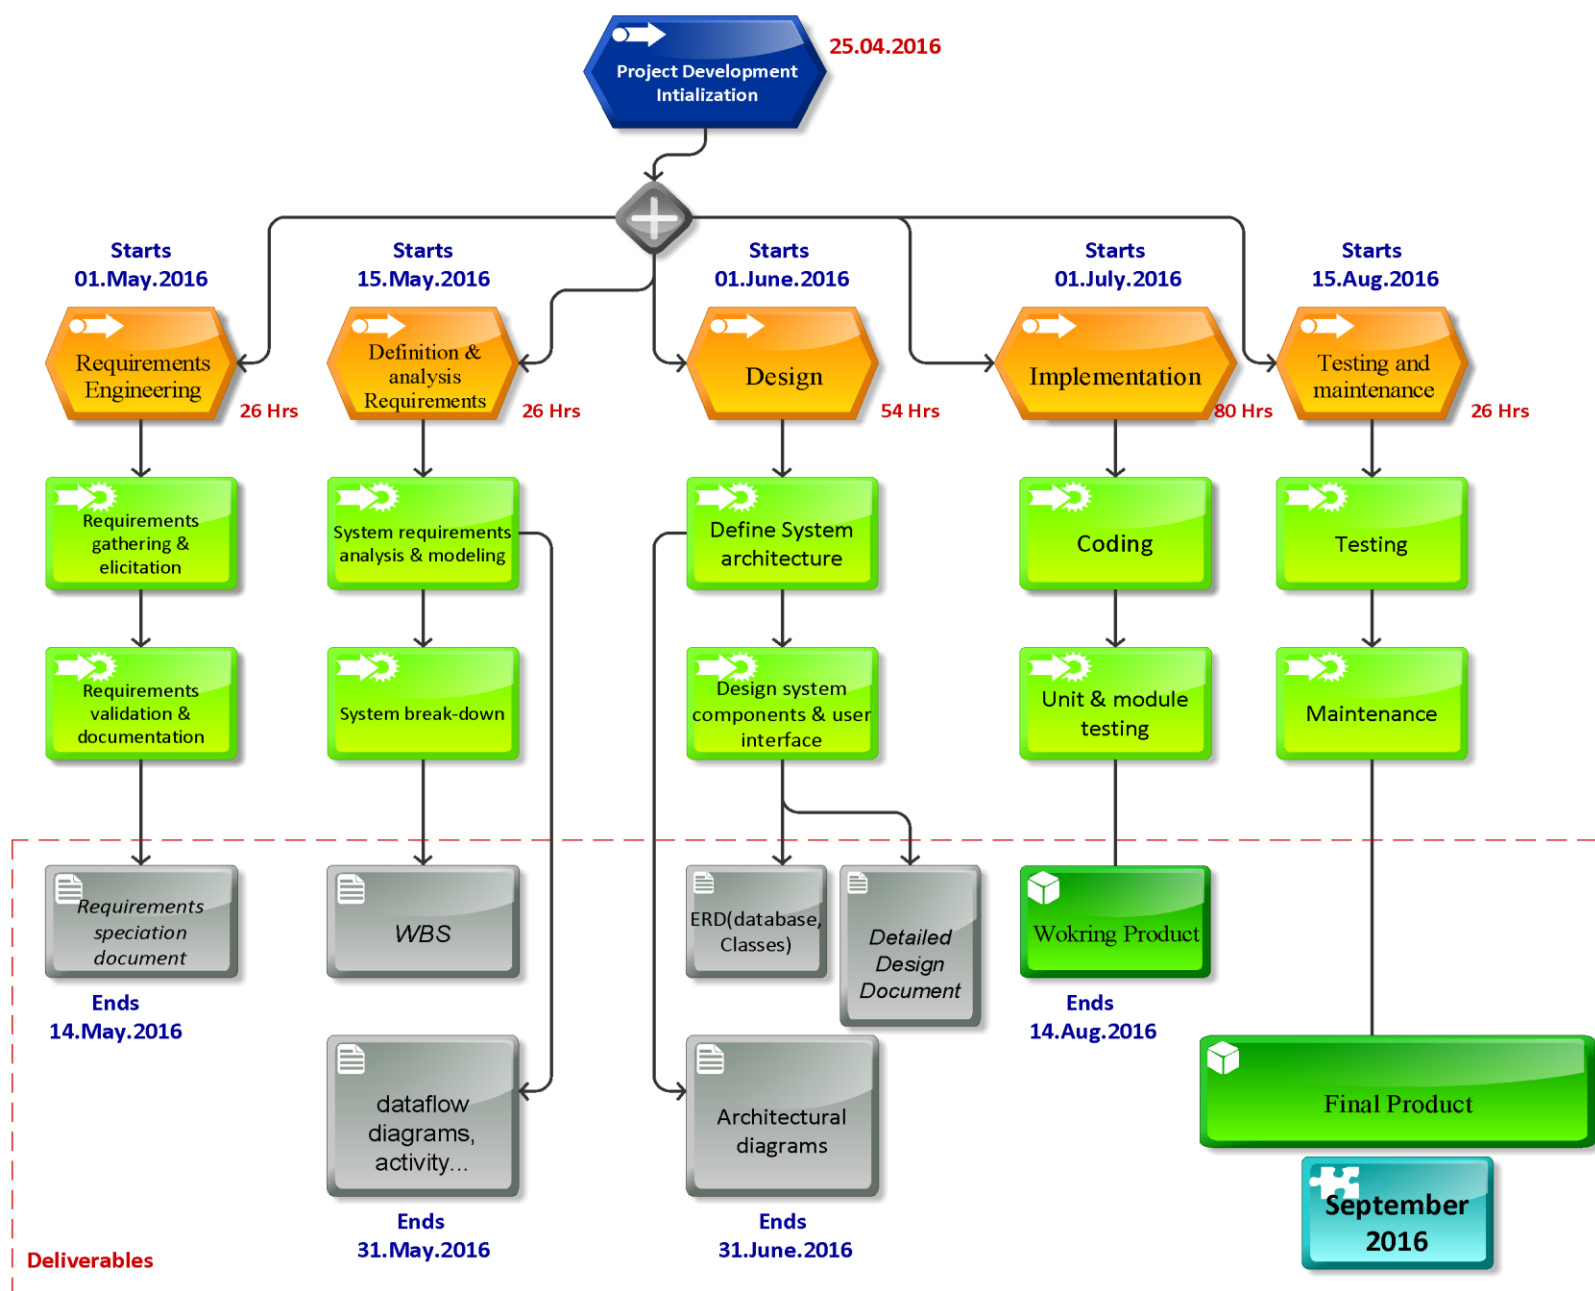 25.04.2016
Project Development
Intialization
Starts
01.May.2016
Starts
15.May.2016
Starts
01.June.2016
Starts
01.July.2016
Starts
15.Aug.2016
Requirements
Engineering
26 Hrs
Definition &
analysis
Requirements
26 Hrs
Design
54 Hrs
Implementation
80 Hrs
Testing and
maintenance
26 Hrs
Requirements
gathering &
elicitation
System requirements
analysis & modeling
Define System
architecture
Coding
Testing
Requirements
validation &
documentation
System break-down
Design system
components & user
interface
Unit & module
testing
Maintenance
Requirements
speciation
document
WBS
ERD(database,
Classes)
Detailed
Design
Document
Wokring Product
Ends
14.May.2016
Ends
14.Aug.2016
dataflow
diagrams,
activity...
Architectural
diagrams
Final Product
Ends
31.May.2016
Ends
31.June.2016
September
2016
Deliverables